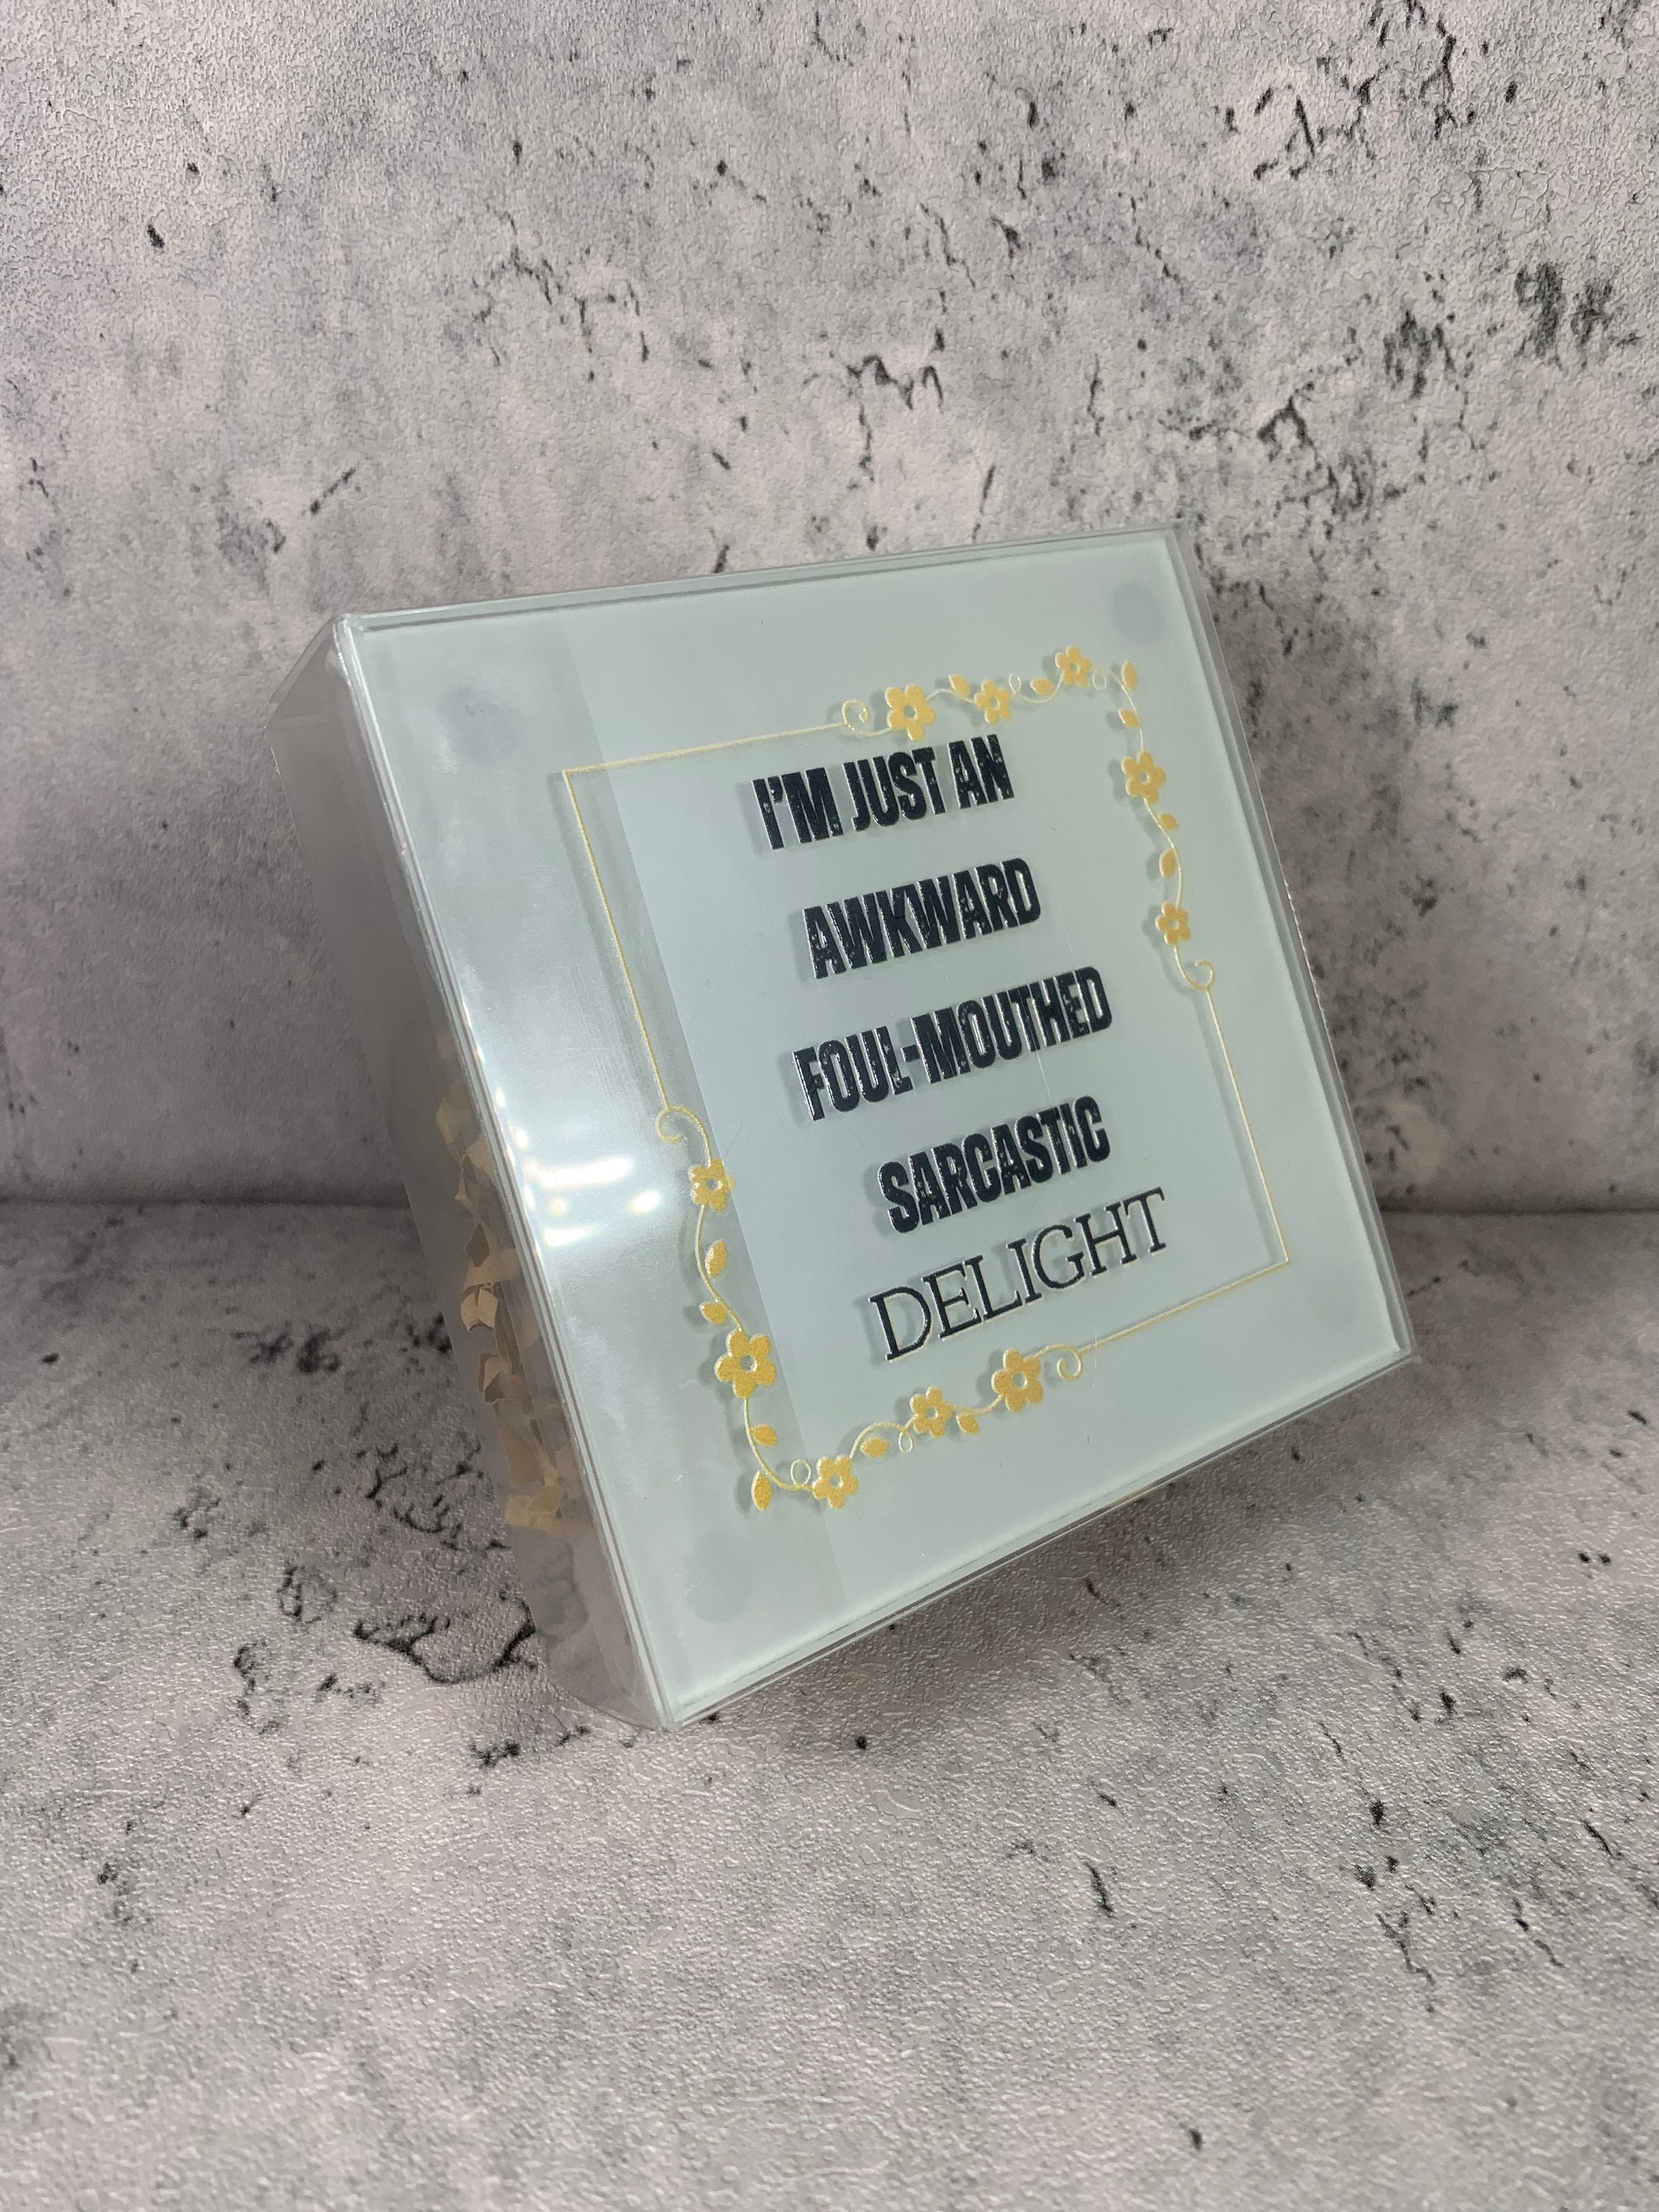 I'M JUST AN
AWKWARD
FOUL-MOUTHED
SARCASTIC
DELIGHT